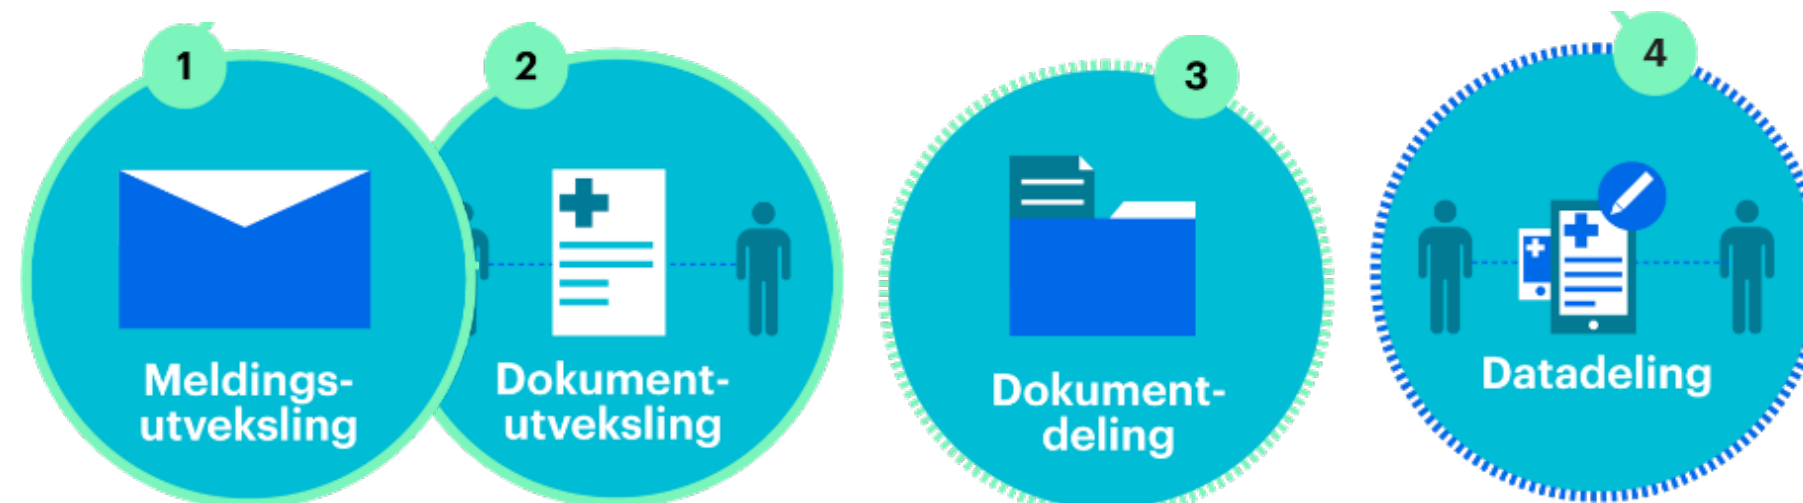 1
Meldings-
utveksling
2
Dokument-
utveksling
3
Dokument-
deling
4
Datadeling